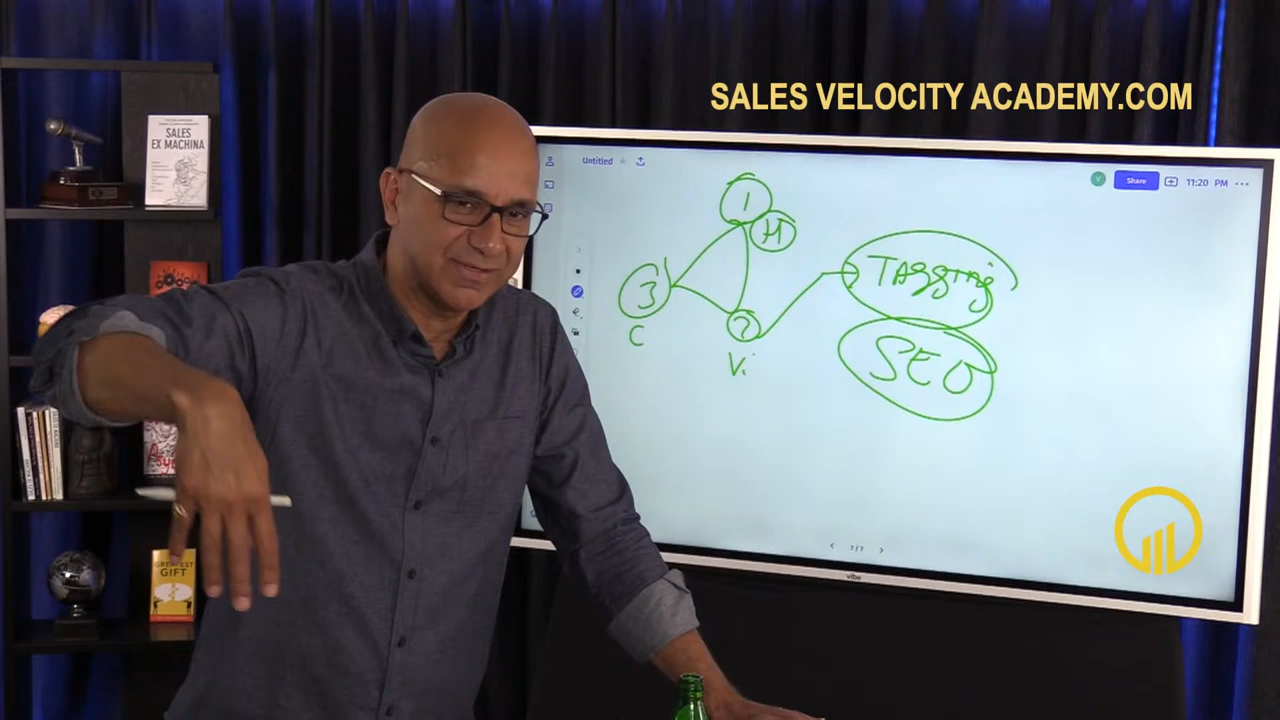 SALES VELOCITY ACADEMY.COM
SALES
EX MACHINA
Untitled
Share
11:20 PM
1
H
TAGGING
3
C
2
Vi
SEO
GREATEST
GIFT
vibe